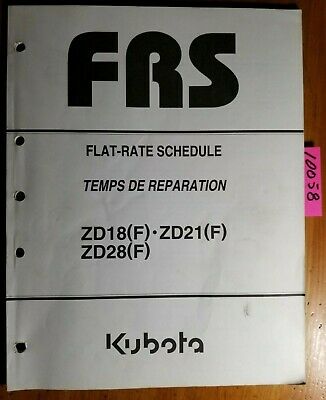 FRS
FLAT-RATE SCHEDULE
TEMPS DE REPARATION
ZD18(F)·ZD21(F)
ZD28(F)
Kubota
10058